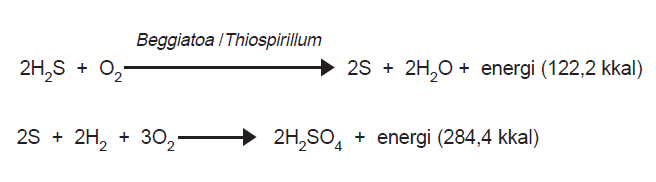 Beggiatoa / Thiospirillum
2H₂S + O₂ ⟶ 2S + 2H₂O + energi (122,2 kkal)
2S + 2H₂ + 3O₂ ⟶ 2H₂SO₄ + energi (284,4 kkal)